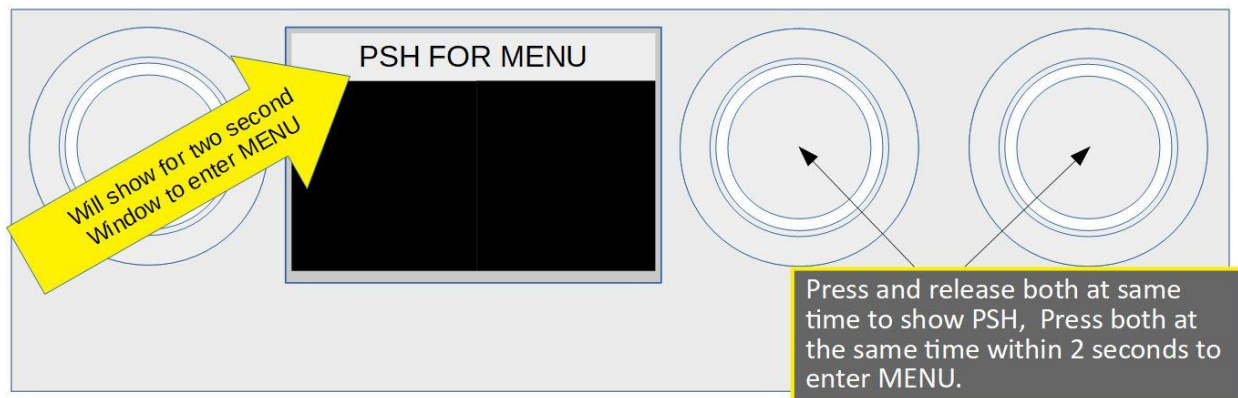 PSH FOR MENU
Will show for two second
Window to enter MENU
Press and release both at same
time to show PSH,  Press both at
the same time within 2 seconds to
enter MENU.